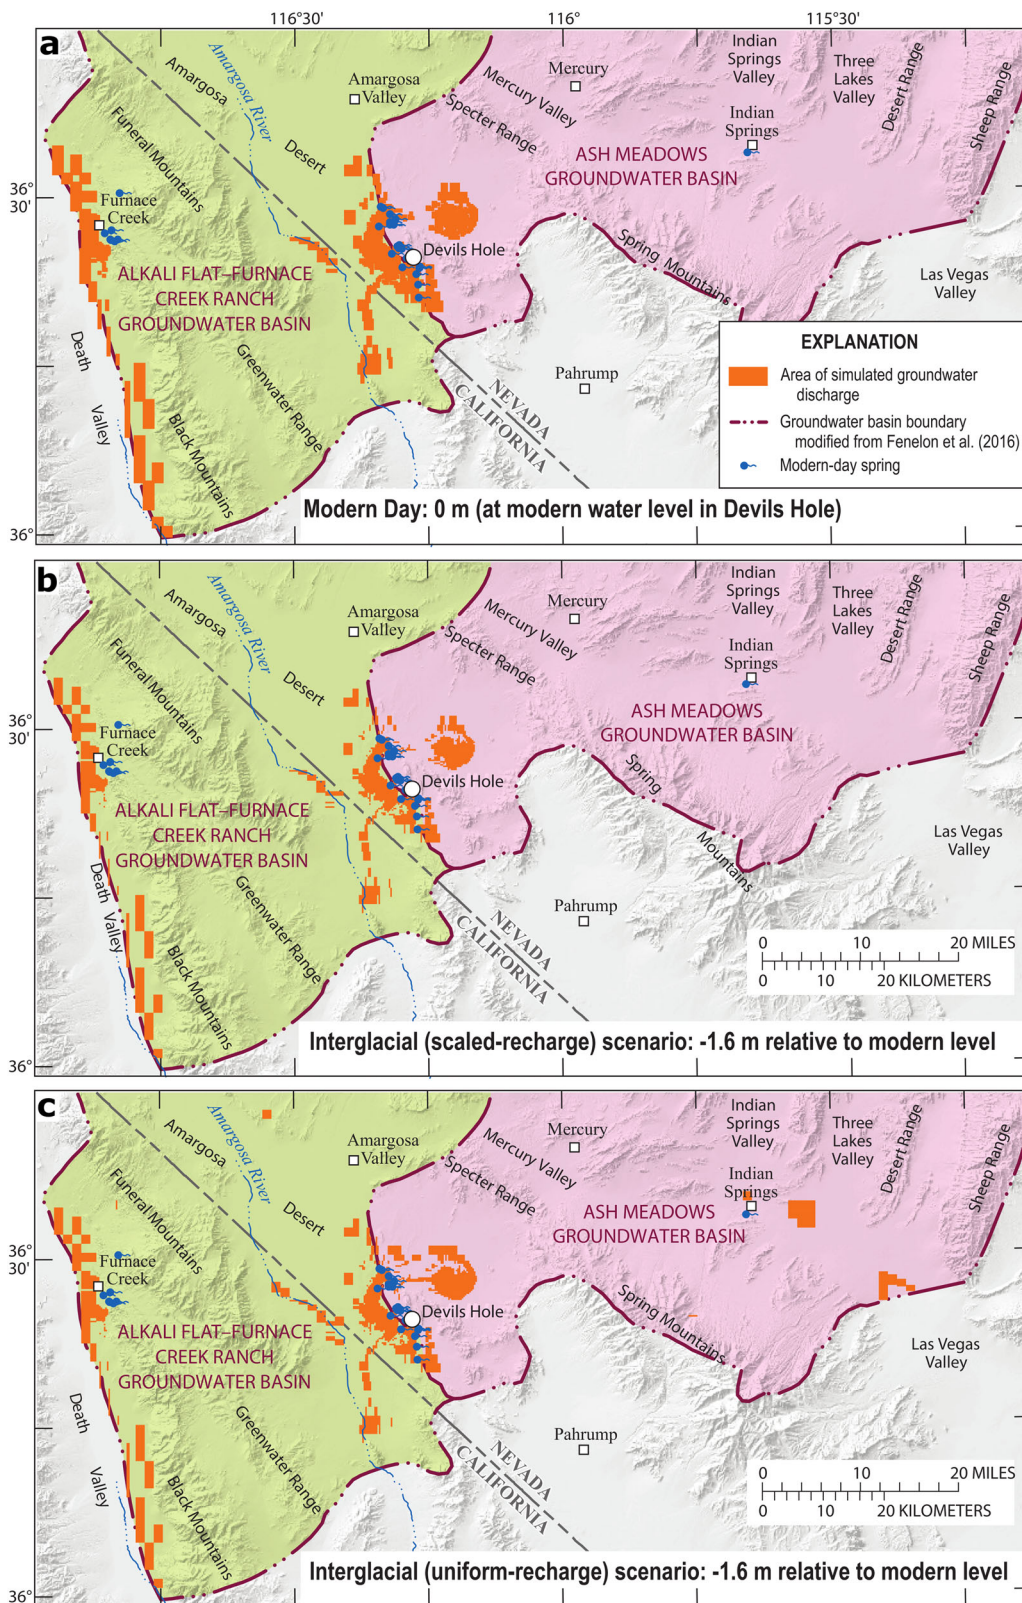 116°30'
116°
115°30'
a
Amargosa
Desert
Amargosa River
Funeral Mountains
Amargosa
Valley
Mercury
Mercury Valley
Specter Range
Indian
Springs
Valley
Three
Lakes
Valley
Desert Range
Sheep Range
Indian
Springs
ASH MEADOWS
GROUNDWATER BASIN
36°
30'
Furnace
Creek
Devils Hole
Spring Mountains
Las Vegas
Valley
ALKALI FLAT–FURNACE
CREEK RANCH
GROUNDWATER BASIN
Death
Valley
Greenwater Range
Black Mountains
NEVADA
CALIFORNIA
Pahrump
EXPLANATION
Area of simulated groundwater
discharge
Groundwater basin boundary
modified from Fenelon et al. (2016)
Modern-day spring
Modern Day: 0 m (at modern water level in Devils Hole)
36°
b
Amargosa
Desert
Amargosa River
Funeral Mountains
Amargosa
Valley
Mercury
Mercury Valley
Specter Range
Indian
Springs
Valley
Three
Lakes
Valley
Desert Range
Sheep Range
Indian
Springs
ASH MEADOWS
GROUNDWATER BASIN
36°
30'
Furnace
Creek
Devils Hole
Spring
Mountains
Las Vegas
Valley
ALKALI FLAT–FURNACE
CREEK RANCH
GROUNDWATER BASIN
Death Valley
Greenwater Range
Black Mountains
NEVADA
CALIFORNIA
Pahrump
0 10 20 MILES
0 10 20 KILOMETERS
Interglacial (scaled-recharge) scenario: -1.6 m relative to modern level
36°
c
Amargosa
Desert
Amargosa River
Funeral Mountains
Amargosa
Valley
Mercury
Mercury Valley
Specter Range
Indian
Springs
Valley
Three
Lakes
Valley
Desert Range
Sheep Range
Indian
Springs
ASH MEADOWS
GROUNDWATER BASIN
36°
30'
Furnace
Creek
Devils Hole
Spring Mountains
Las Vegas
Valley
ALKALI FLAT–FURNACE
CREEK RANCH
GROUNDWATER BASIN
Death
Valley
Greenwater Range
Black Mountains
NEVADA
CALIFORNIA
Pahrump
0 10 20 MILES
0 10 20 KILOMETERS
Interglacial (uniform-recharge) scenario: -1.6 m relative to modern level
36°